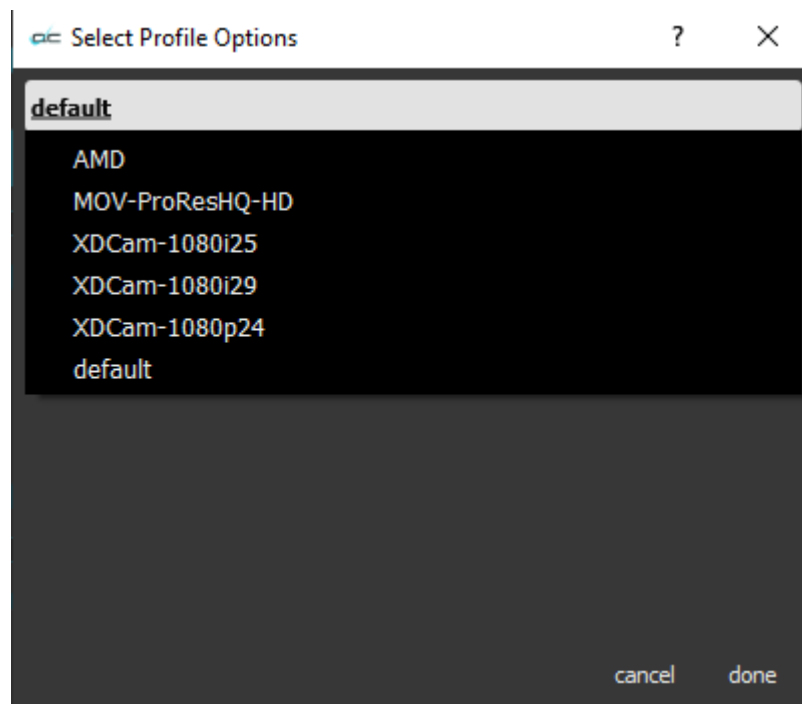 Select Profile Options ?
default
AMD
MOV-ProResHQ-HD
XDCam-1080i25
XDCam-1080i29
XDCam-1080p24
default
cancel done